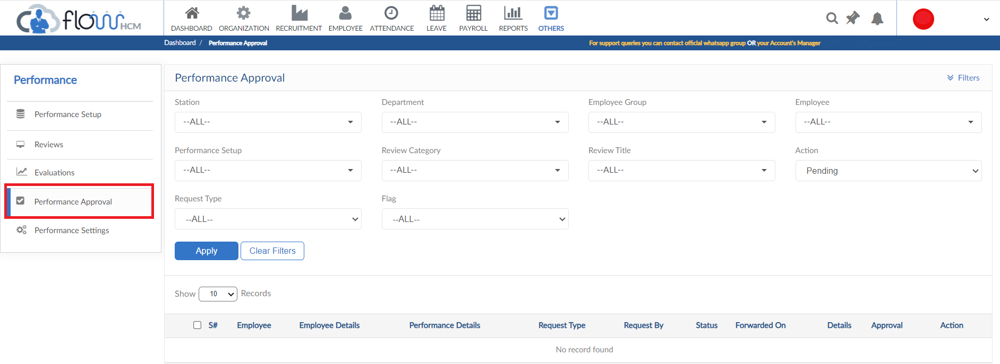 flowHCM
DASHBOARD ORGANIZATION RECRUITMENT EMPLOYEE ATTENDANCE LEAVE PAYROLL REPORTS OTHERS
Dashboard / Performance Approval For support queries you can contact official whatsapp group OR your Account's Manager
Performance
Performance Setup
Reviews
Evaluations
Performance Approval
Performance Settings
Performance Approval Filters
Station Department Employee Group Employee
--ALL-- --ALL-- --ALL-- --ALL--
Performance Setup Review Category Review Title Action
--ALL-- --ALL-- --ALL-- Pending
Request Type Flag
--ALL-- --ALL--
Apply Clear Filters
Show 10 Records
S# Employee Employee Details Performance Details Request Type Request By Status Forwarded On Details Approval Action
No record found